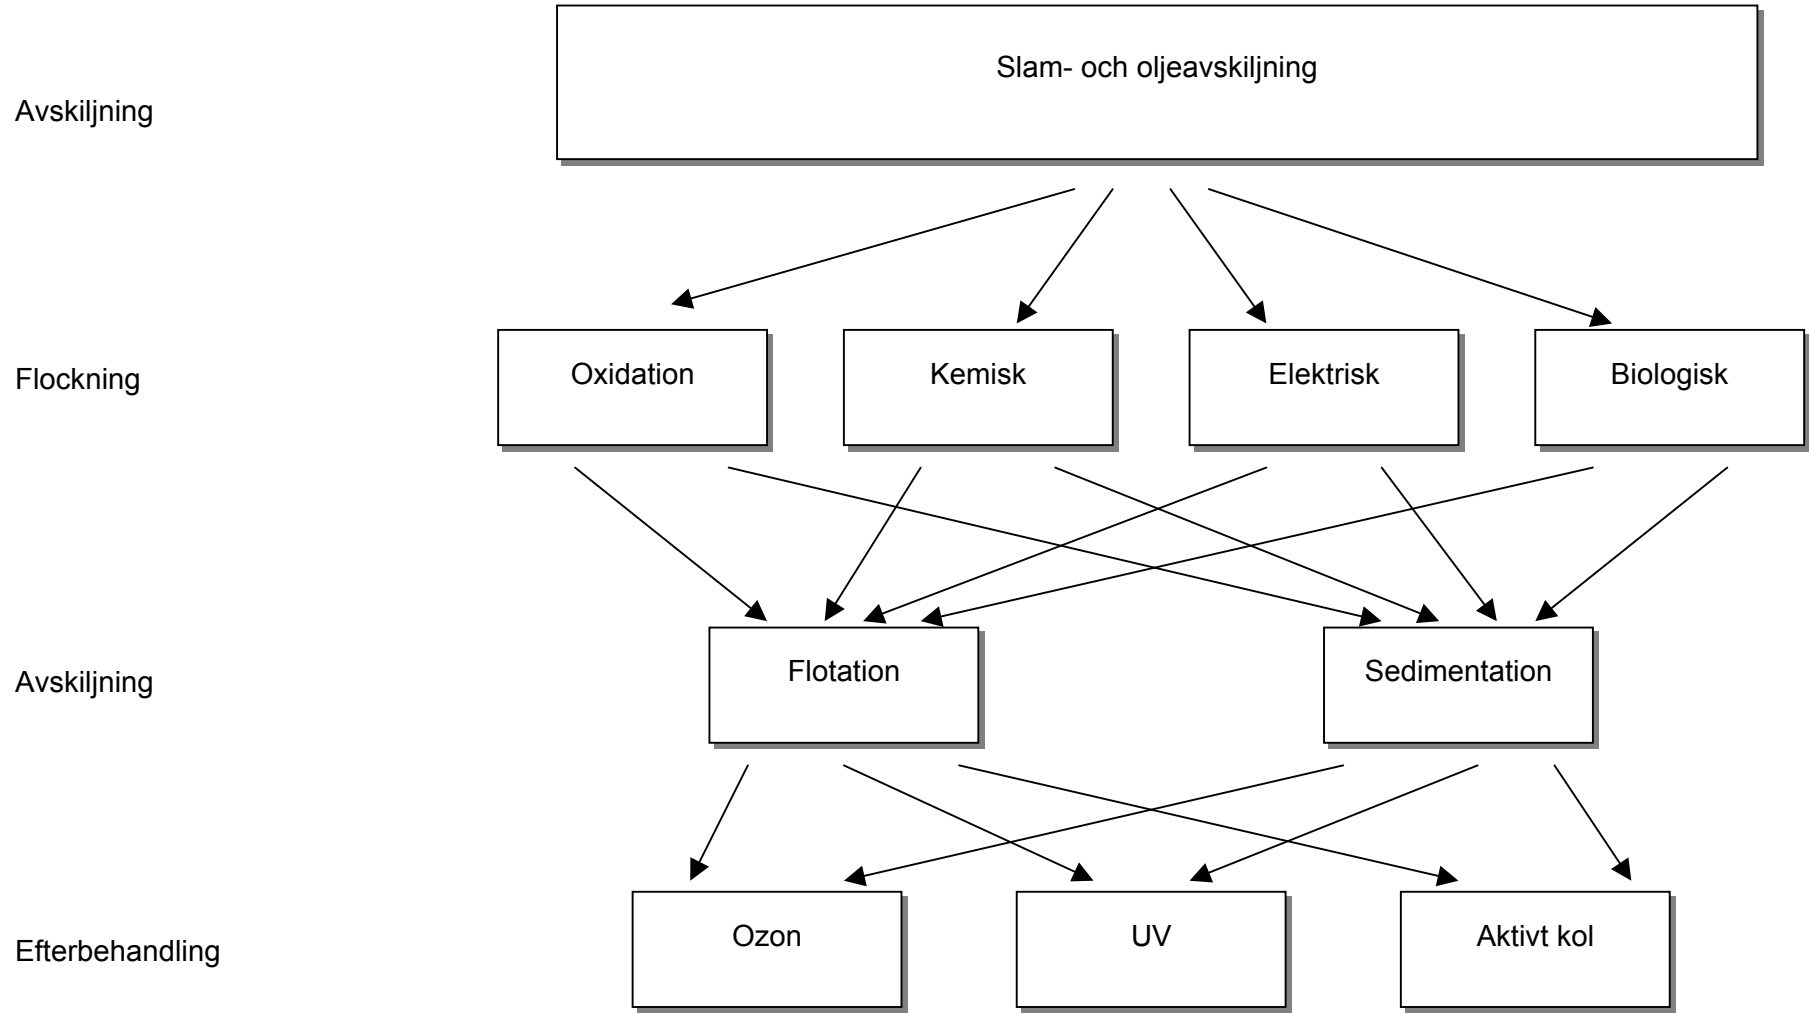 Slam- och oljeavskiljning
Avskiljning
Flockning
Oxidation
Kemisk
Elektrisk
Biologisk
Avskiljning
Flotation
Sedimentation
Efterbehandling
Ozon
UV
Aktivt kol